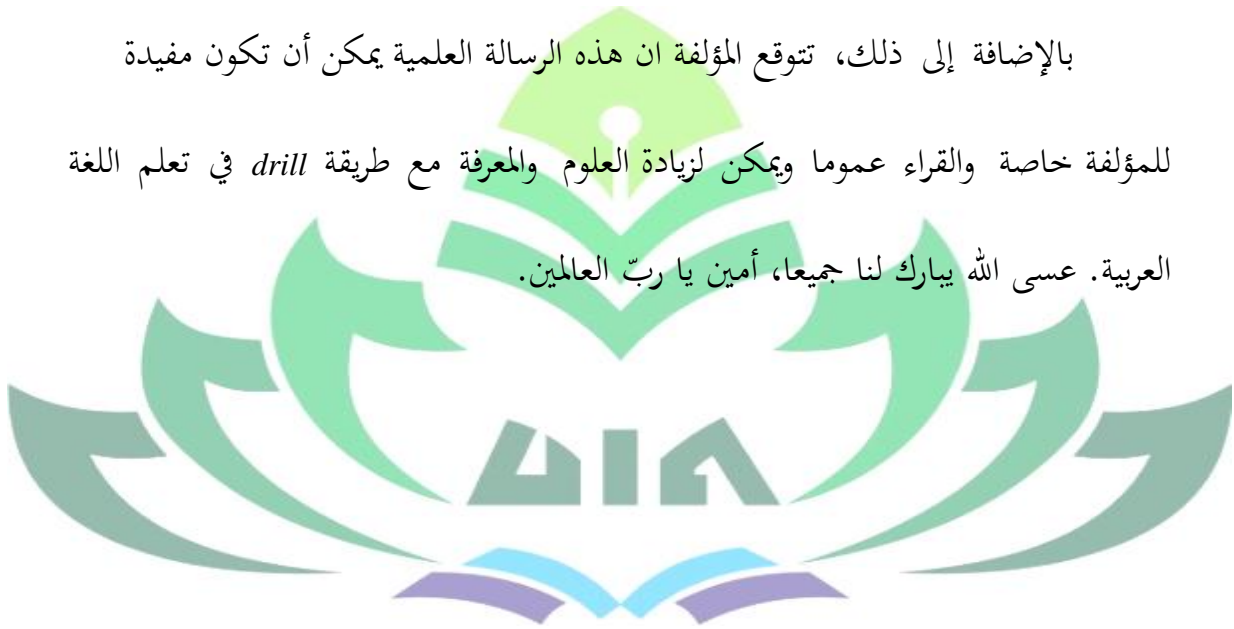 بالإضافة إلى ذلك، تتوقع المؤلفة ان هذه الرسالة العلمية يمكن أن تكون مفيدة
للمؤلفة خاصة والقراء عموما ويمكن لزيادة العلوم والمعرفة مع طريقة drill في تعلم اللغة
العربية. عسى الله يبارك لنا جميعا، أمين يا ربّ العالمين.
UIN